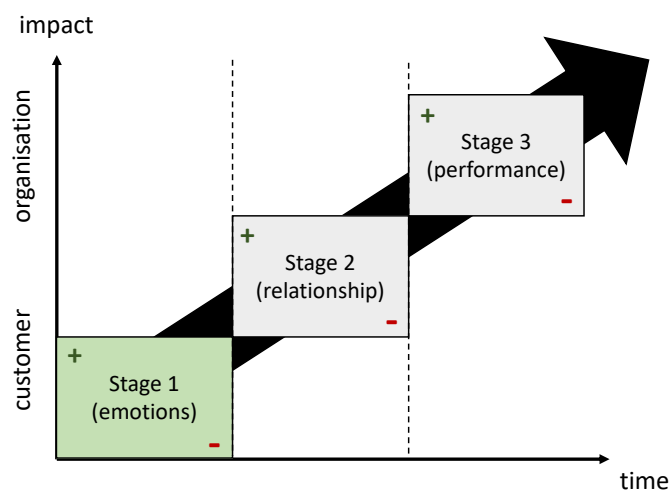 impact
organisation
customer
+
Stage 3
(performance)
-
+
Stage 2
(relationship)
-
+
Stage 1
(emotions)
-
time